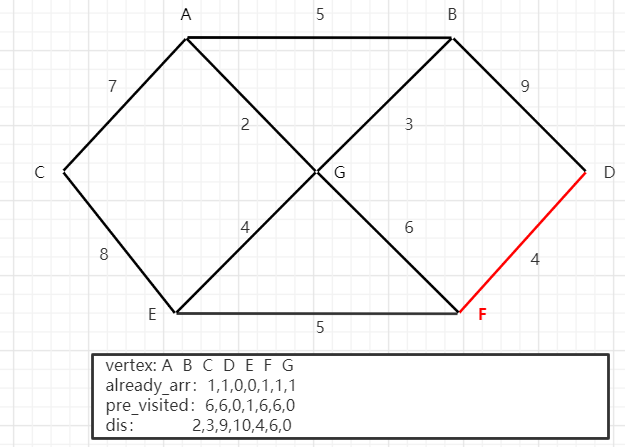 A
5
B
7
9
2
3
C
G
D
4
6
8
4
E
F
5
vertex: A B C D E F G
already_arr: 1,1,0,0,1,1,1
pre_visited: 6,6,0,1,6,6,0
dis: 2,3,9,10,4,6,0